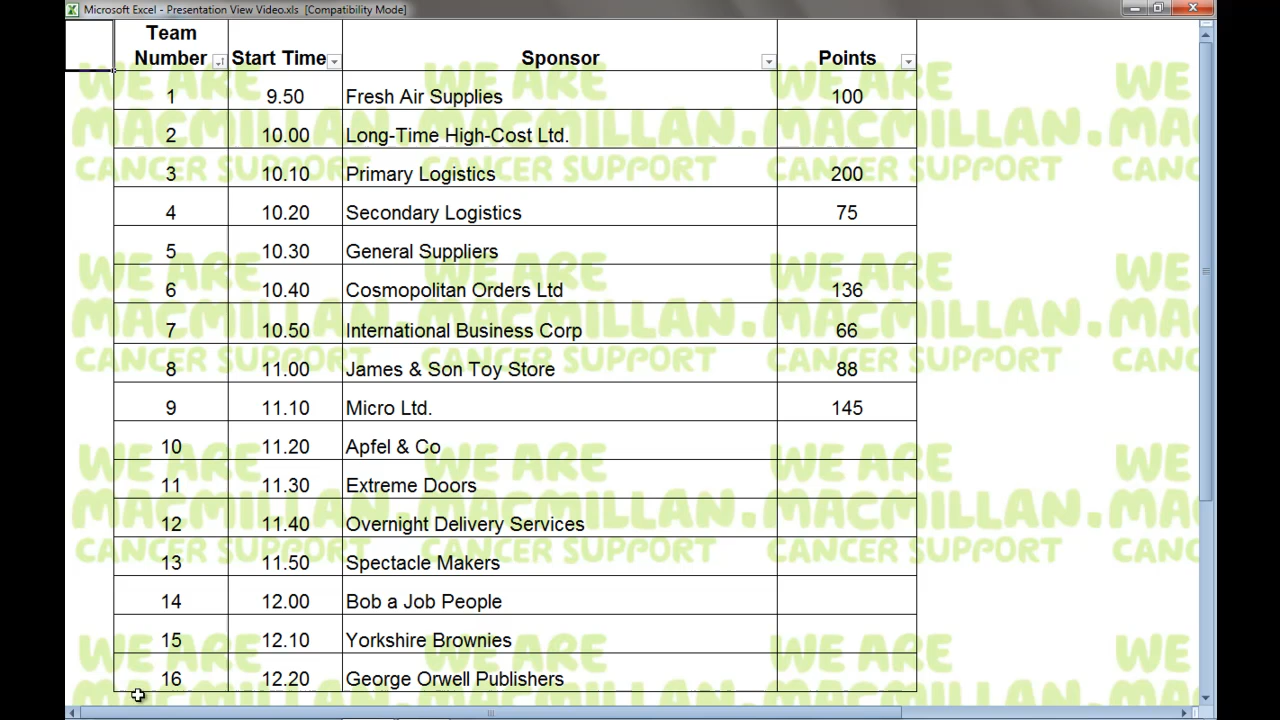 Microsoft Excel - Presentation View Video.xls [Compatibility Mode]
Team
Number Start Time Sponsor Points
1 9.50 Fresh Air Supplies 100
2 10.00 Long-Time High-Cost Ltd.
3 10.10 Primary Logistics 200
4 10.20 Secondary Logistics 75
5 10.30 General Suppliers
6 10.40 Cosmopolitan Orders Ltd 136
7 10.50 International Business Corp 66
8 11.00 James & Son Toy Store 88
9 11.10 Micro Ltd. 145
10 11.20 Apfel & Co
11 11.30 Extreme Doors
12 11.40 Overnight Delivery Services
13 11.50 Spectacle Makers
14 12.00 Bob a Job People
15 12.10 Yorkshire Brownies
16 12.20 George Orwell Publishers
WE ARE
MACMILLAN.
CANCER SUPPORT